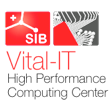 SIB
Vital-IT
High Performance
Computing Center